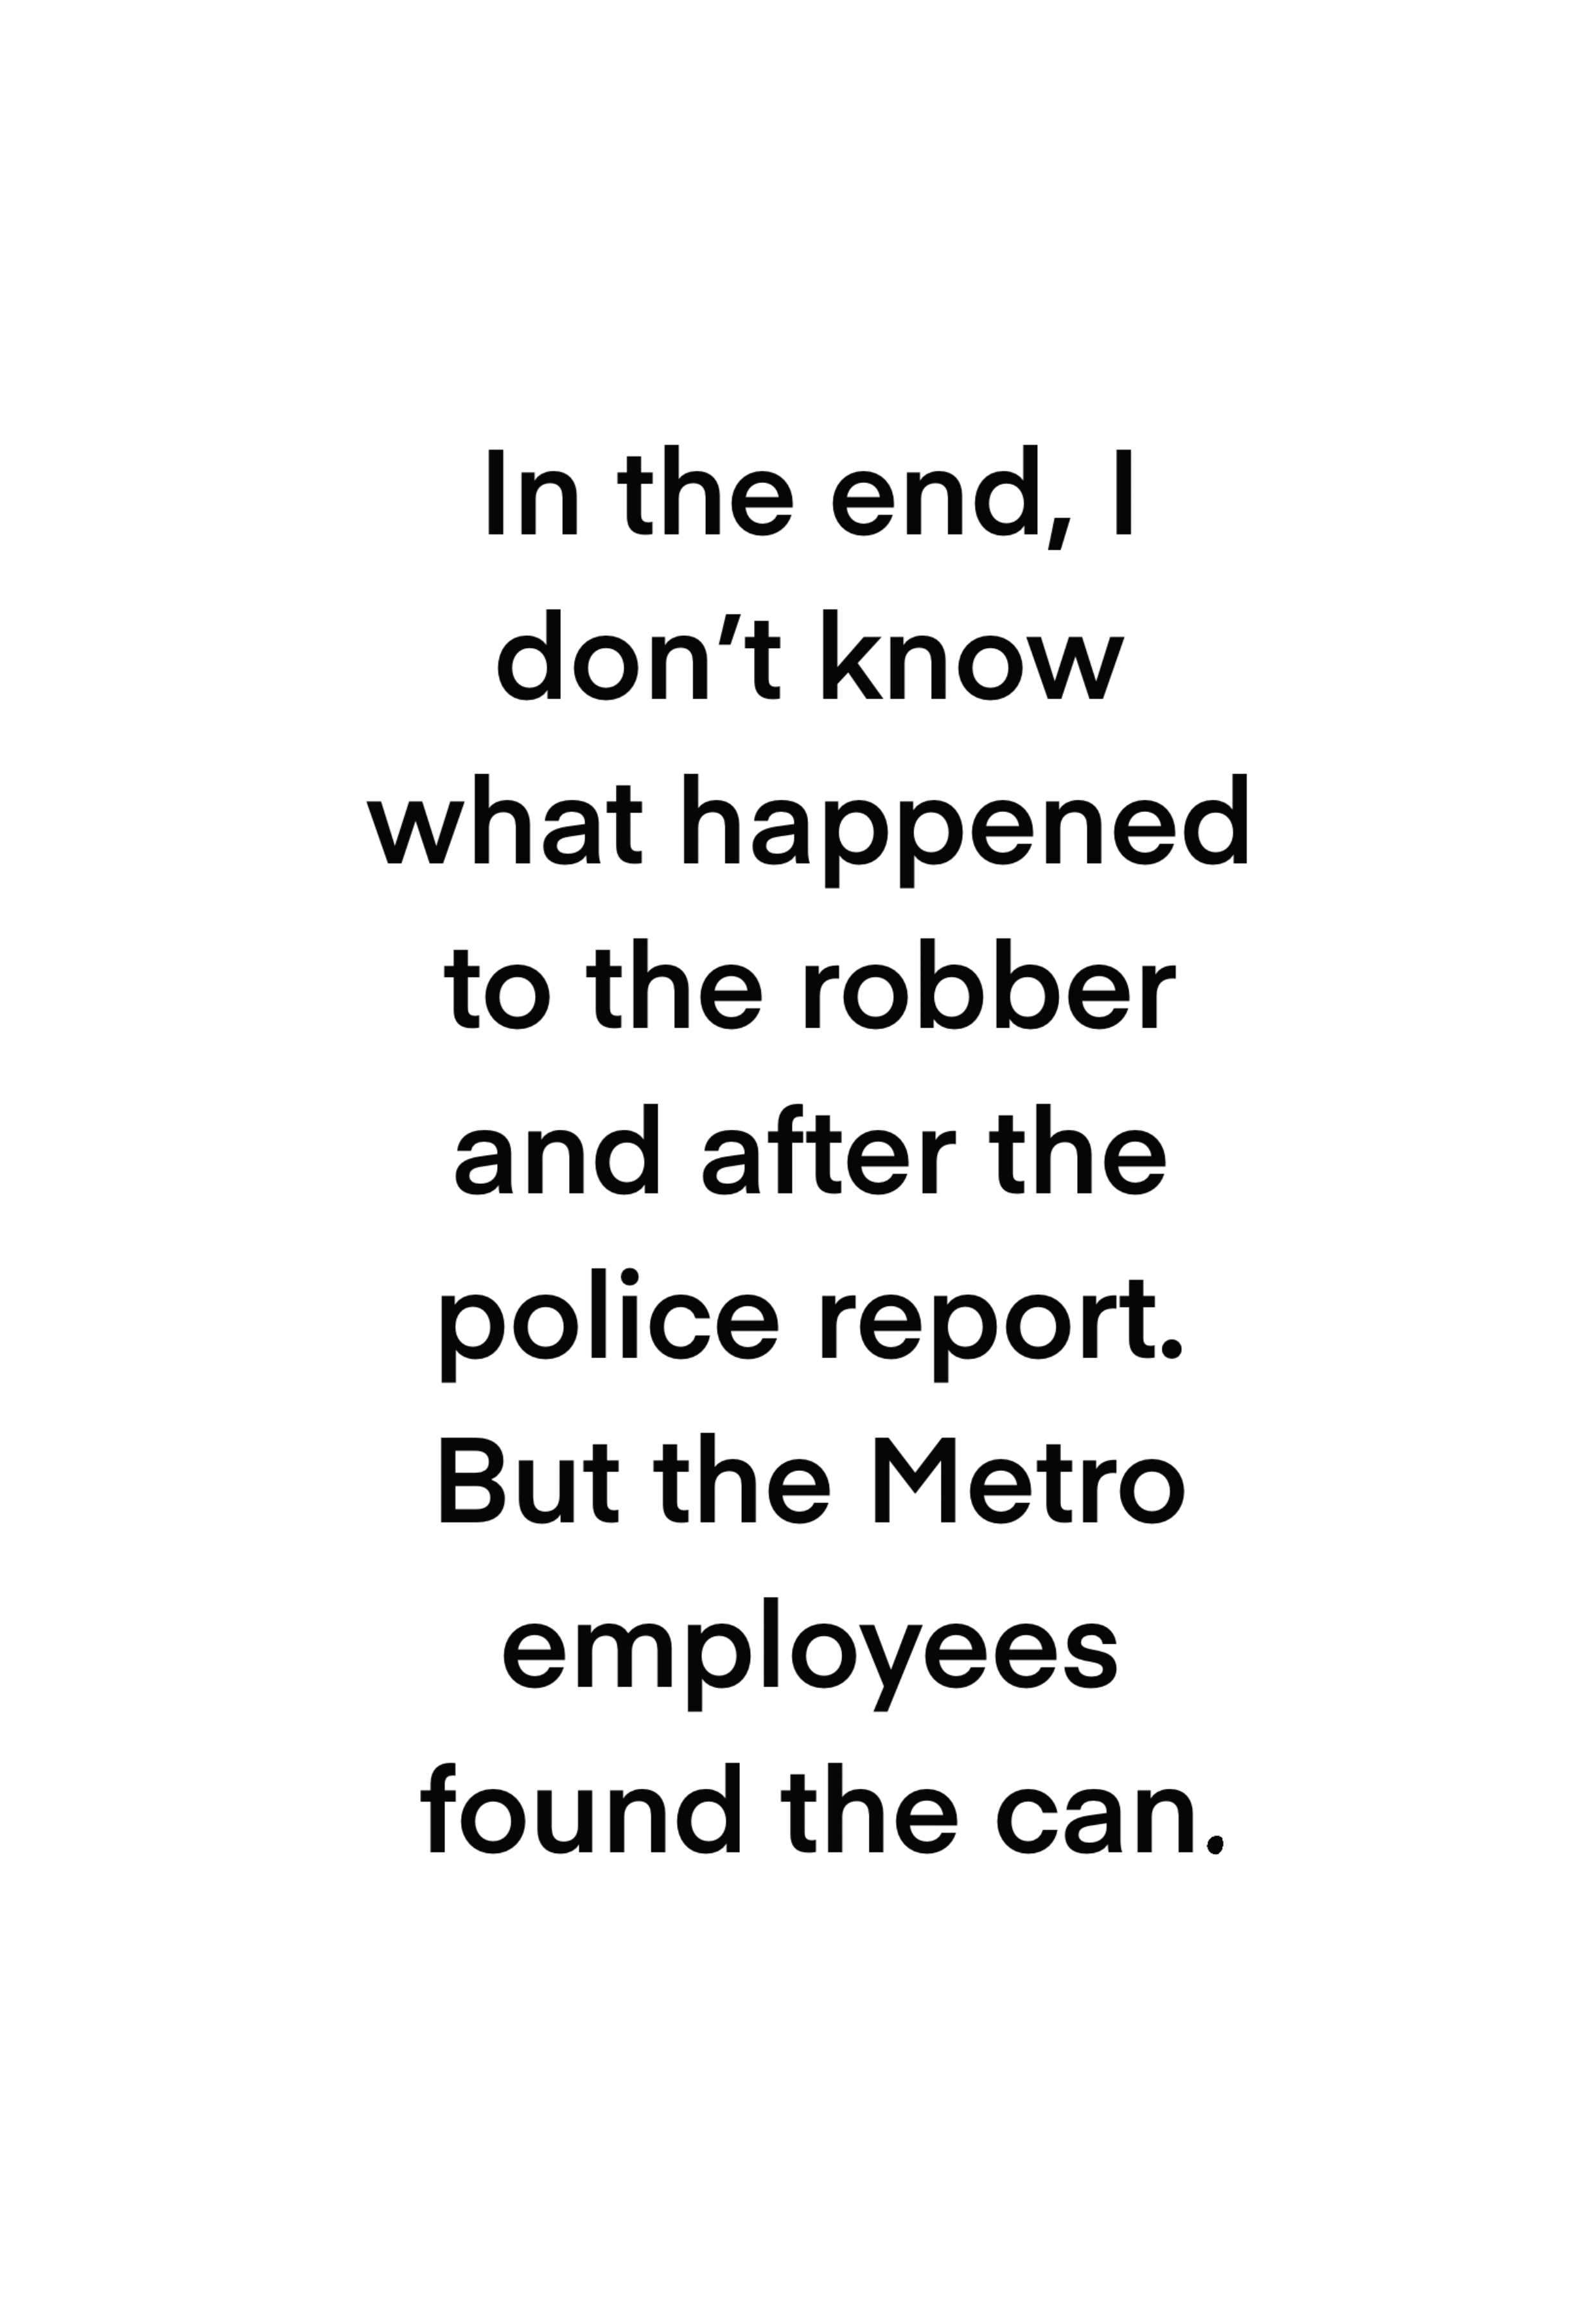 In the end, I
don’t know
what happened
to the robber
and after the
police report.
But the Metro
employees
found the can.